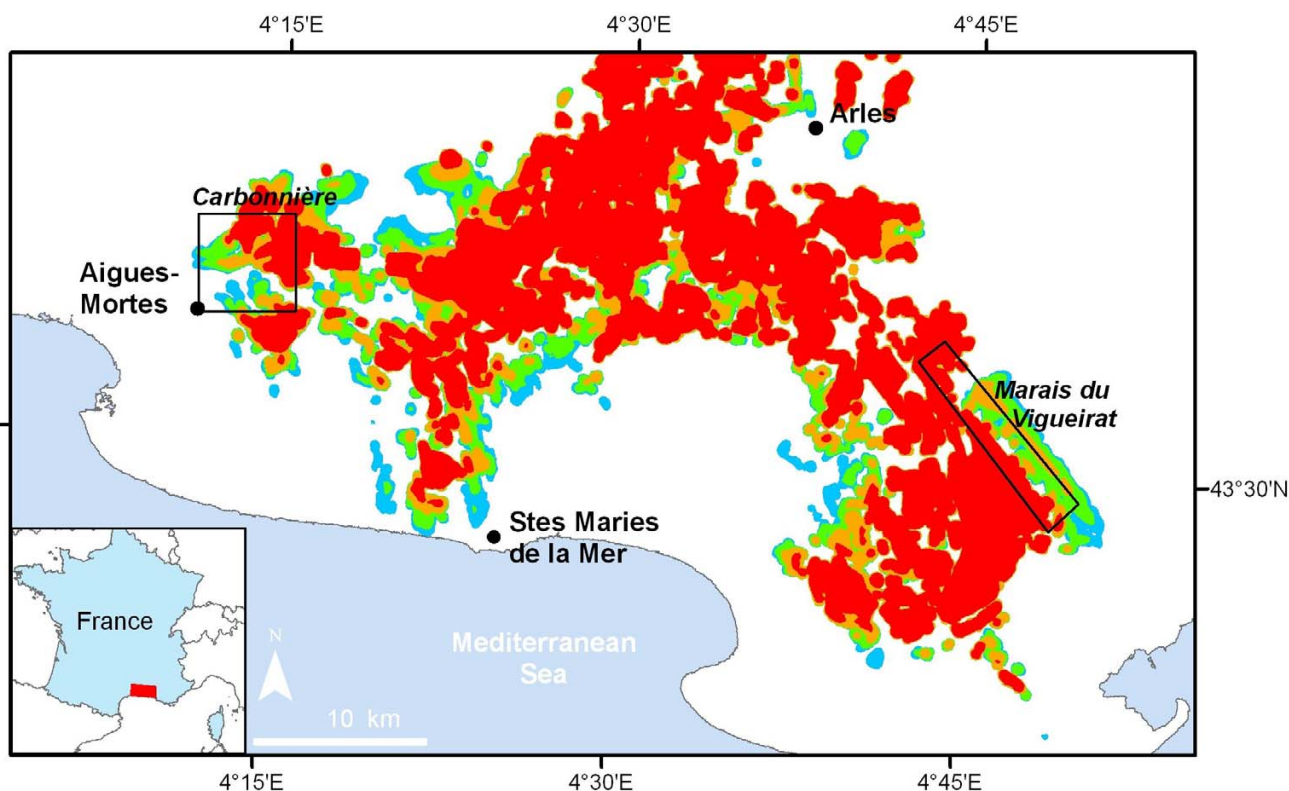 4°15'E
4°30'E
4°45'E
Arles
Carbonnière
Aigues-
Mortes
Marais du
Vigueirat
43°30'N
Stes Maries
de la Mer
France
N
Mediterranean
Sea
10 km
4°15'E
4°30'E
4°45'E